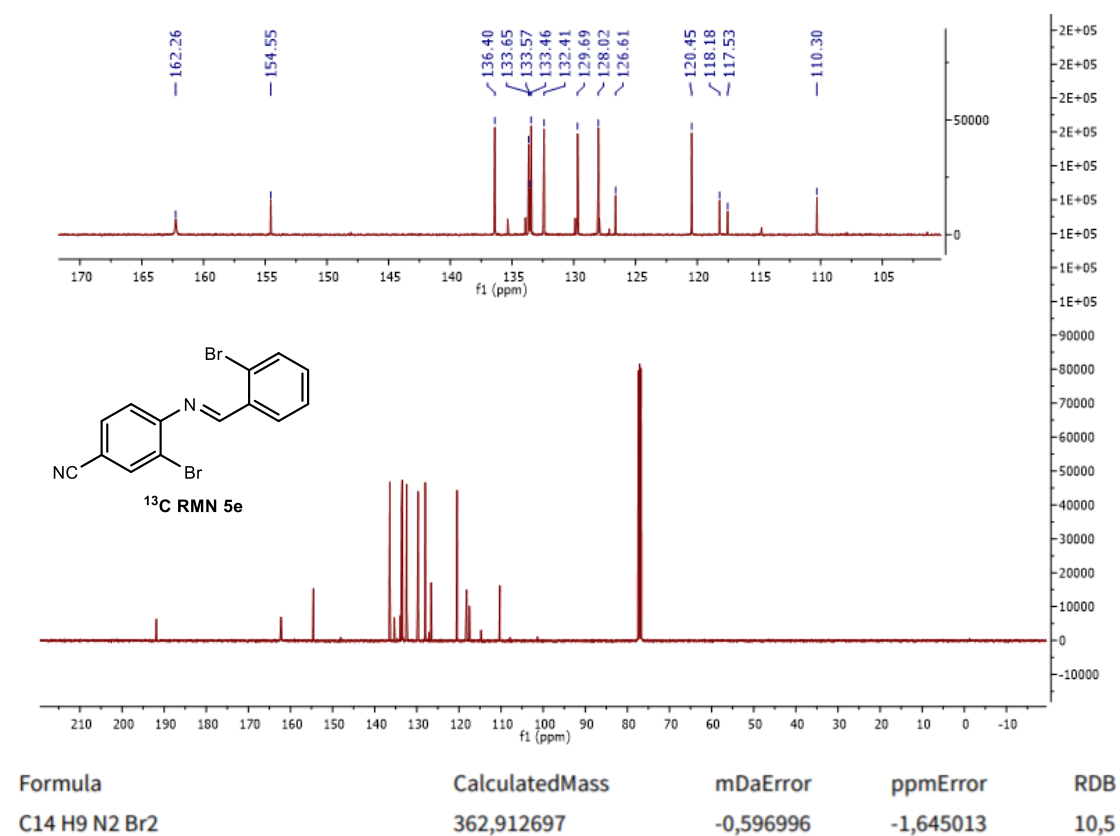 162.26
154.55
136.40
133.65
133.57
133.46
132.41
129.69
128.02
126.61
120.45
118.18
117.53
110.30
50000
0
170 165 160 155 150 145 140 135 130 125 120 115 110 105
f1 (ppm)
2E+05
2E+05
2E+05
2E+05
1E+05
1E+05
1E+05
1E+05
1E+05
90000
80000
70000
60000
50000
40000
30000
20000
10000
0
-10000
Br
N
NC
Br
¹³C RMN 5e
210 200 190 180 170 160 150 140 130 120 110 100 90 80 70 60 50 40 30 20 10 0 -10
f1 (ppm)
Formula CalculatedMass mDaError ppmError RDB
C14 H9 N2 Br2 362,912697 -0,596996 -1,645013 10,5